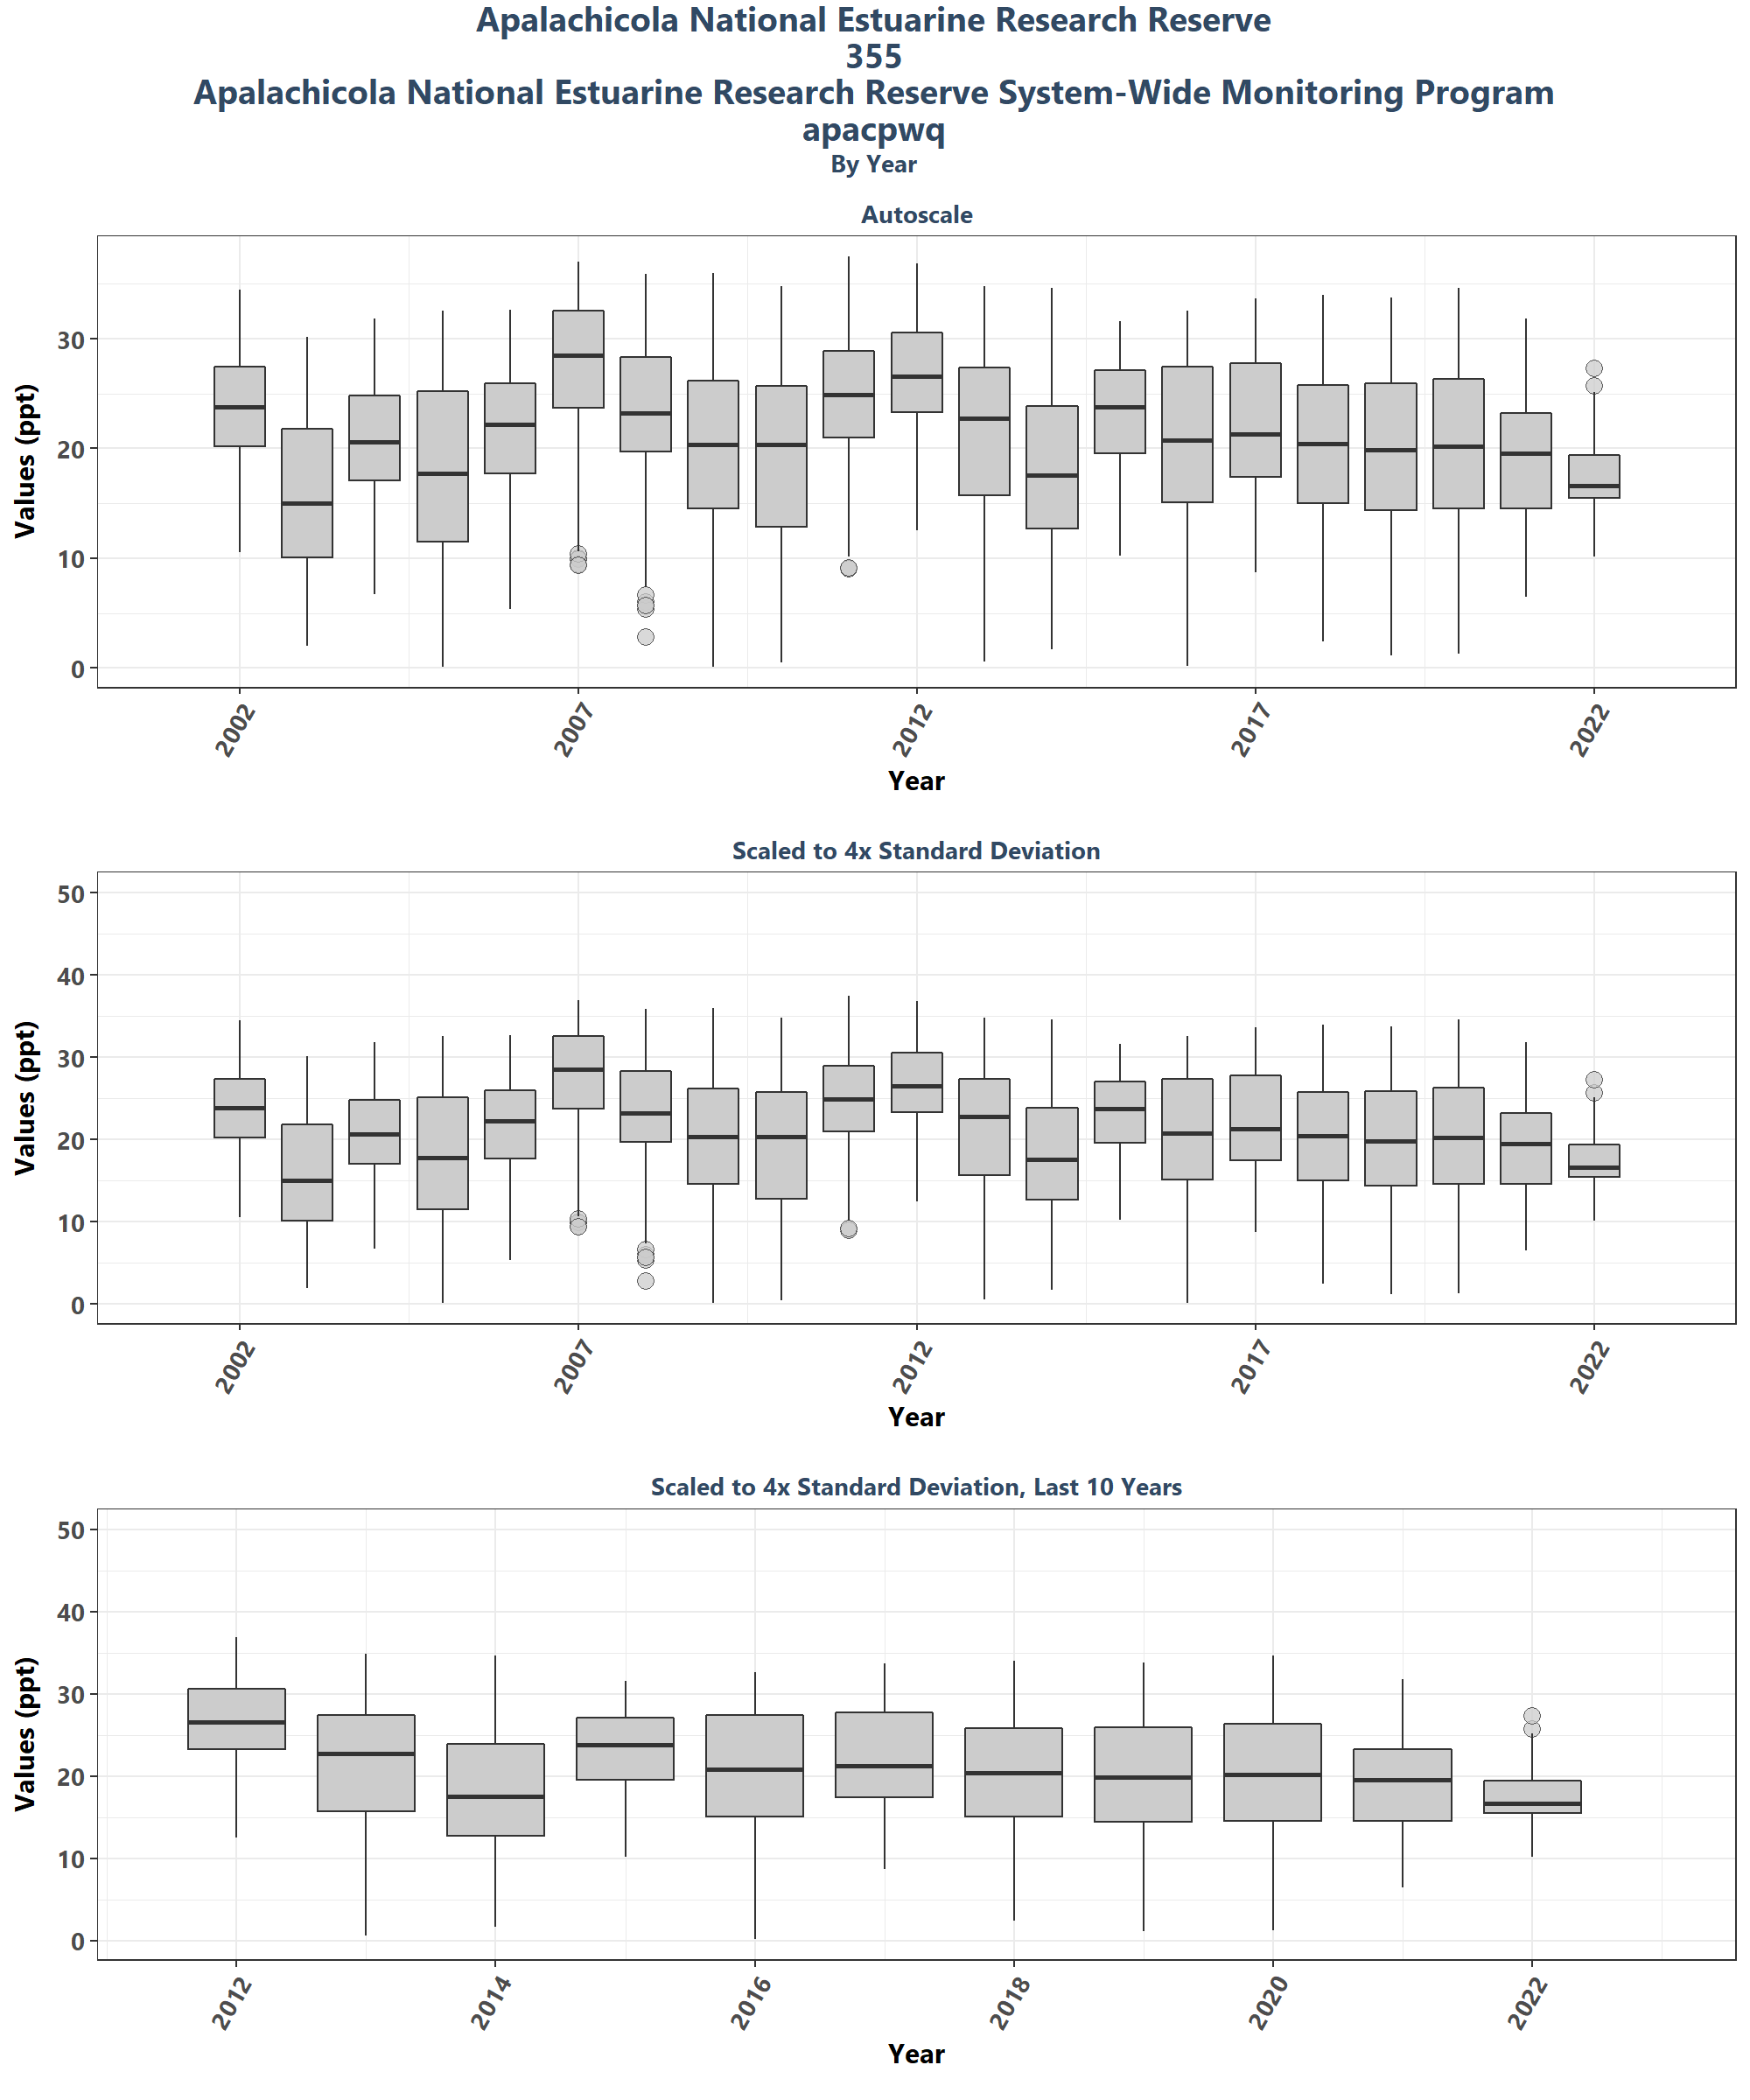 Apalachicola National Estuarine Research Reserve
355
Apalachicola National Estuarine Research Reserve System-Wide Monitoring Program
apacpwq
By Year
Autoscale
Values (ppt)
30
20
10
0
2002
2007
2012
2017
2022
Year
Scaled to 4x Standard Deviation
Values (ppt)
50
40
30
20
10
0
2002
2007
2012
2017
2022
Year
Scaled to 4x Standard Deviation, Last 10 Years
Values (ppt)
50
40
30
20
10
0
2012
2014
2016
2018
2020
2022
Year